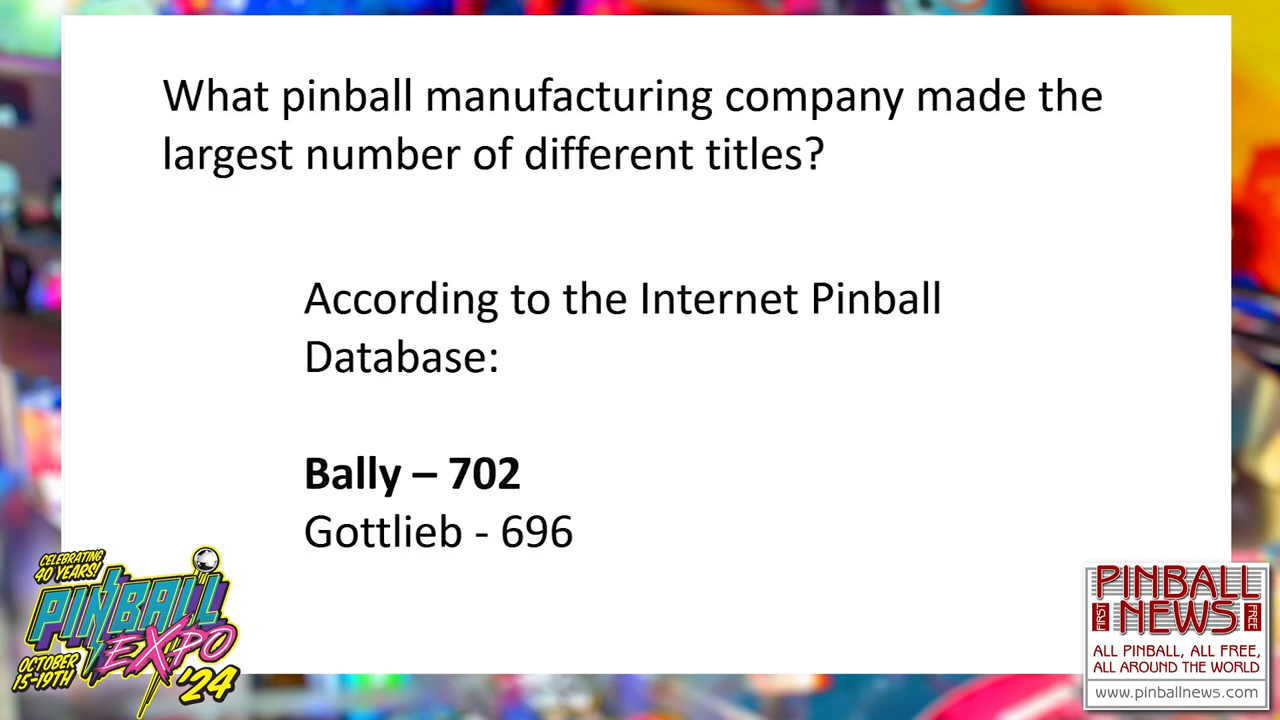 What pinball manufacturing company made the
largest number of different titles?
According to the Internet Pinball
Database:
Bally – 702
Gottlieb - 696
CELEBRATING
40 YEARS!
PINBALL
EXPO
OCTOBER
15-19TH
'24
PINBALL
FIRST NEWS FREE
ALL PINBALL, ALL FREE,
ALL AROUND THE WORLD
www.pinballnews.com